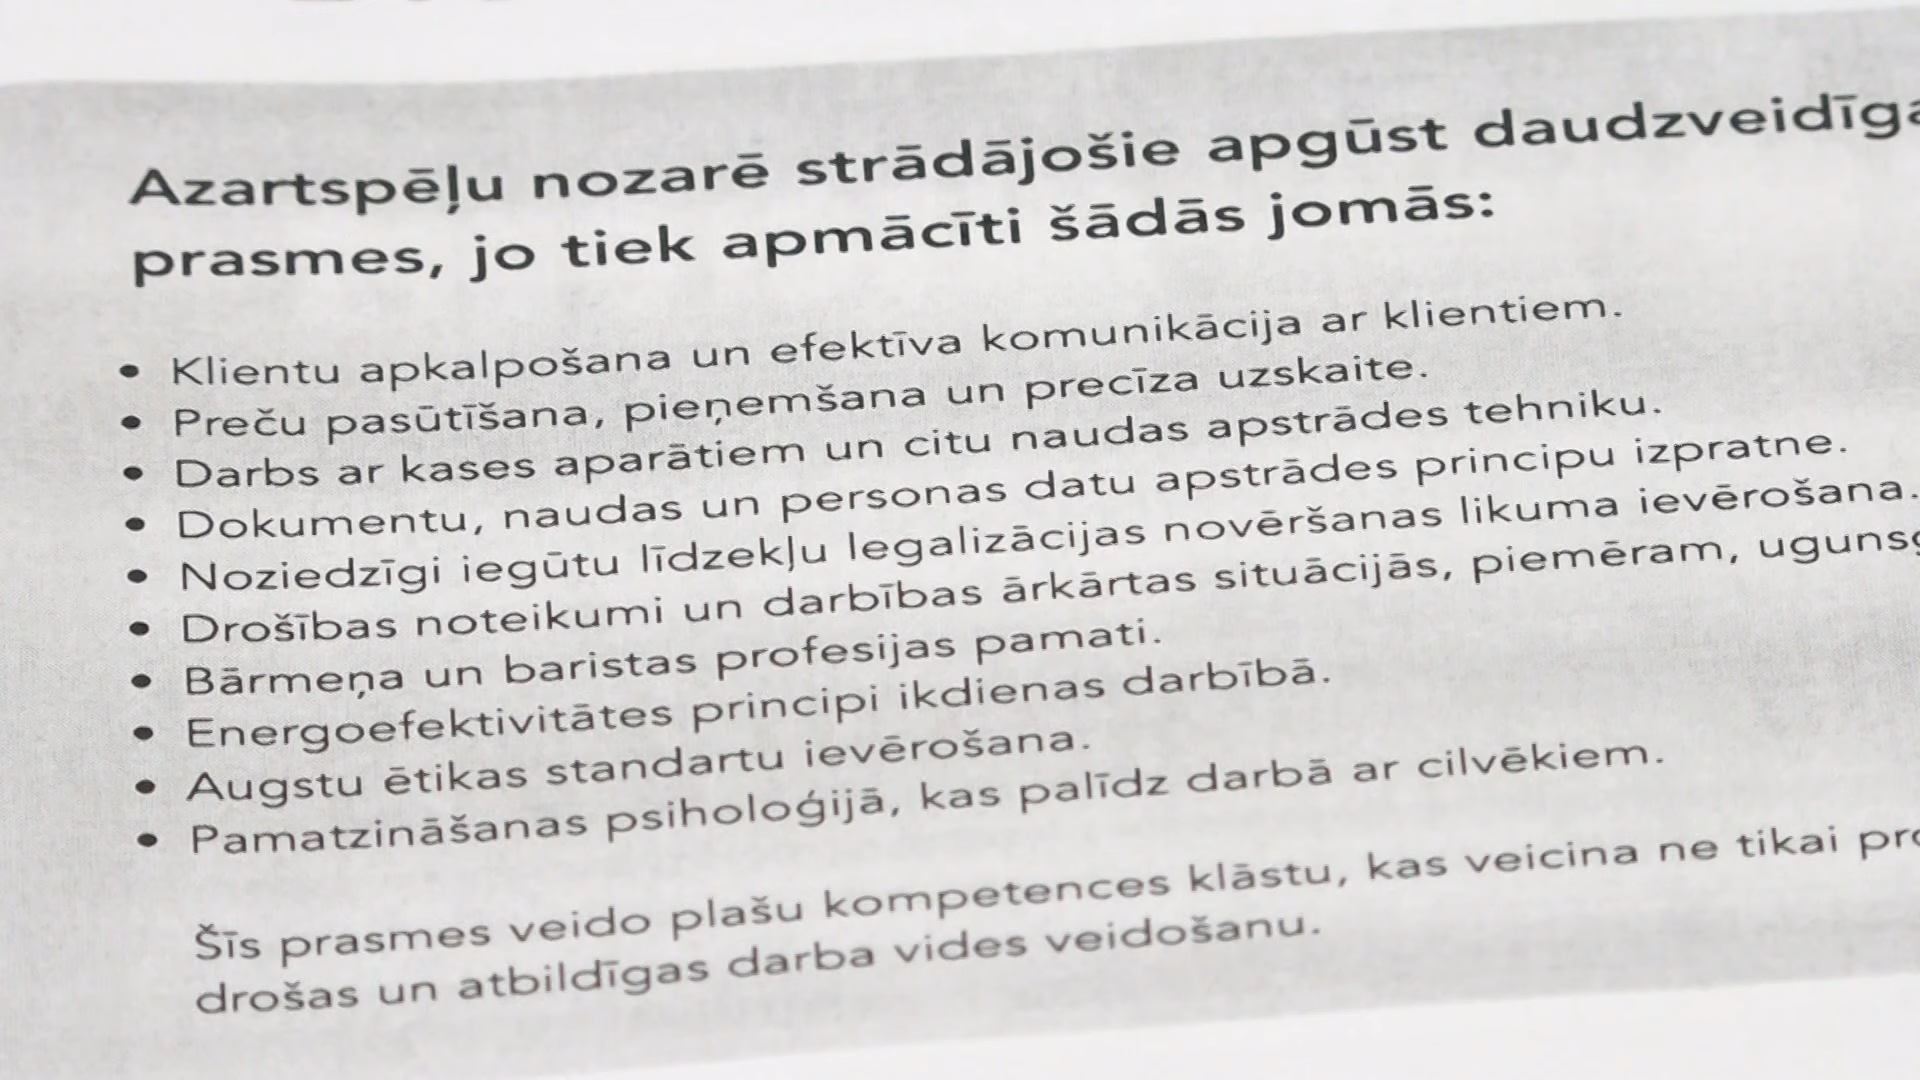 Azartspēļu nozarē strādājošie apgūst
prasmes, jo tiek apmācīti šādās jomās:
• Klientu apkalpošana un efektīva komunikācija ar klientiem.
• Preču pasūtīšana, pieņemšana un precīza uzskaite.
• Darbs ar kases aparātiem un citu naudas apstrādes tehniku.
• Dokumentu, naudas un personas datu apstrādes principu izpratne.
• Noziedzīgi iegūtu līdzekļu legalizācijas novēršanas likuma ievērošana.
• Drošības noteikumi un darbības ārkārtas situācijās, piemēram,
• Bārmeņa un baristas profesijas pamati.
• Energoefektivitātes principi ikdienas darbībā.
• Augstu ētikas standartu ievērošana.
• Pamatzināšanas psiholoģijā, kas palīdz darbā ar cilvēkiem.
Šīs prasmes veido plašu kompetences klāstu, kas veicina ne tikai
drošas un atbildīgas darba vides veidošanu.